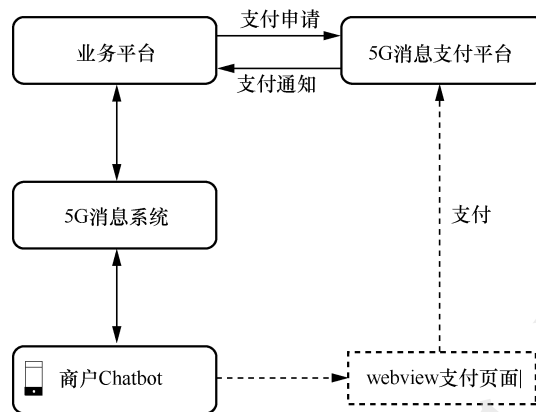 支付申请
业务平台
5G消息支付平台
支付通知
5G消息系统
支付
商户Chatbot
webview支付页面